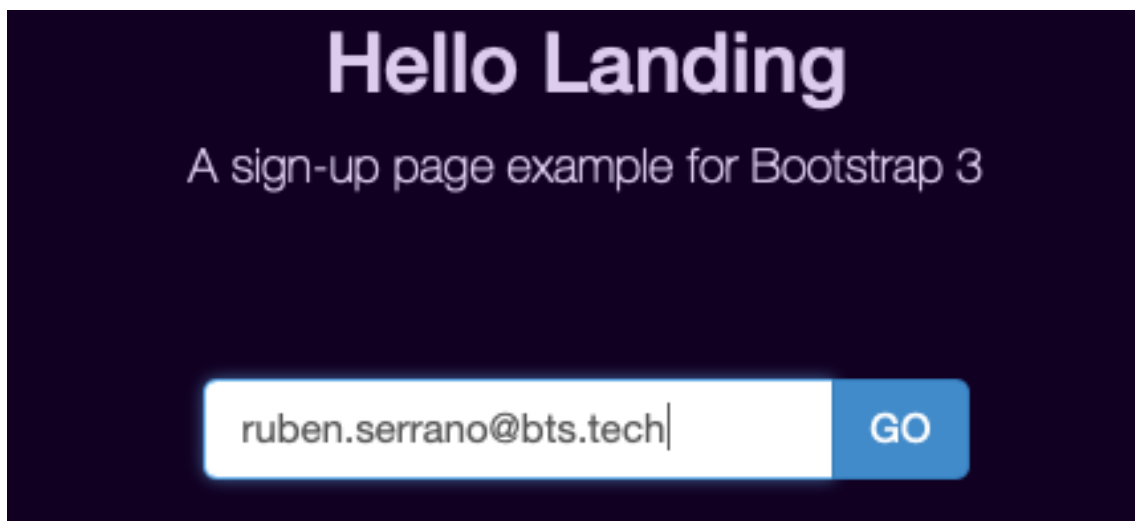 Hello Landing
A sign-up page example for Bootstrap 3
ruben.serrano@bts.tech GO